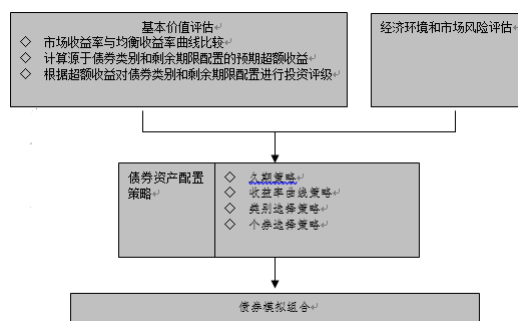 基本价值评估
◇ 市场收益率与均衡收益率曲线比较
◇ 计算源于债券类别和剩余期限配置的预期超额收益
◇ 根据超额收益对债券类别和剩余期限配置进行投资评级
经济环境和市场风险评估
债券资产配置
策略
◇ 久期策略
◇ 收益率曲线策略
◇ 类别选择策略
◇ 个券选择策略
债券模拟组合